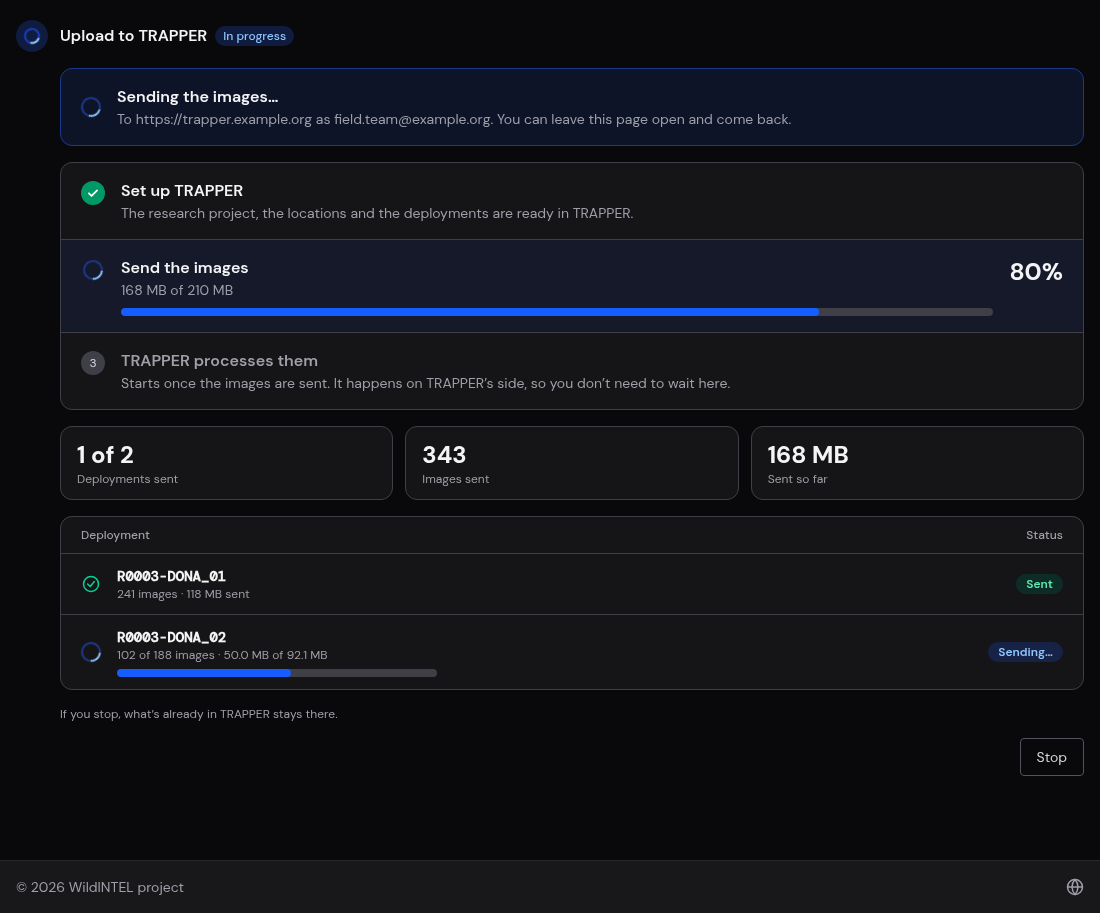 Upload to TRAPPER In progress
Sending the images...
To https://trapper.example.org as field.team@example.org. You can leave this page open and come back.
Set up TRAPPER
The research project, the locations and the deployments are ready in TRAPPER.
Send the images
80%
168 MB of 210 MB
3
TRAPPER processes them
Starts once the images are sent. It happens on TRAPPER’s side, so you don’t need to wait here.
1 of 2
Deployments sent
343
Images sent
168 MB
Sent so far
Deployment Status
R0003-DONA_01
241 images · 118 MB sent
Sent
R0003-DONA_02
102 of 188 images · 50.0 MB of 92.1 MB
Sending...
If you stop, what’s already in TRAPPER stays there.
Stop
© 2026 WildINTEL project